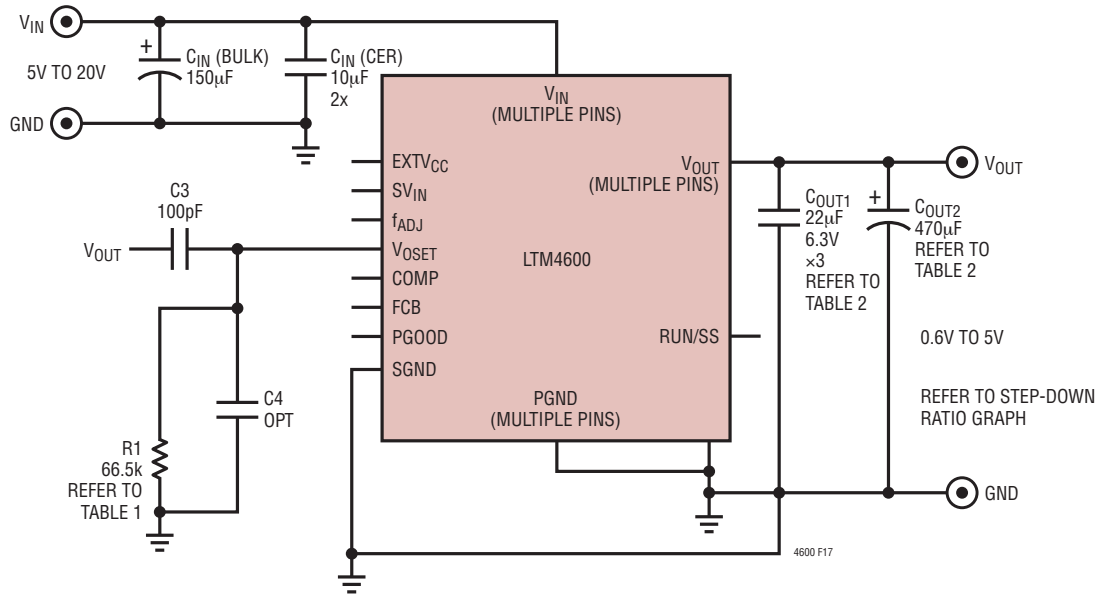 VIN
5V TO 20V
GND
+
CIN (BULK)
150µF
CIN (CER)
10µF
2x
VIN
(MULTIPLE PINS)
EXTVCC
SVIN
fADJ
VOSET
COMP
FCB
PGOOD
SGND
LTM4600
VOUT
(MULTIPLE PINS)
RUN/SS
PGND
(MULTIPLE PINS)
C3
100pF
VOUT
C4
OPT
R1
66.5k
REFER TO
TABLE 1
VOUT
COUT1
22µF
6.3V
×3
REFER TO
TABLE 2
+
COUT2
470µF
REFER TO
TABLE 2
0.6V TO 5V
REFER TO STEP-DOWN
RATIO GRAPH
GND
4600 F17